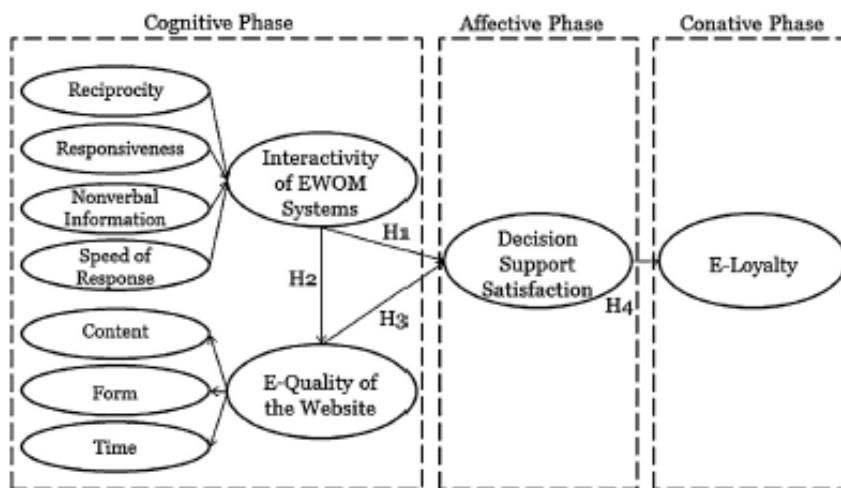 Cognitive Phase
Affective Phase
Conative Phase
Reciprocity
Responsiveness
Nonverbal
Information
Speed of
Response
Interactivity
of EWOM
Systems
H1
H2
H3
Decision
Support
Satisfaction
H4
E-Loyalty
Content
Form
Time
E-Quality of
the Website